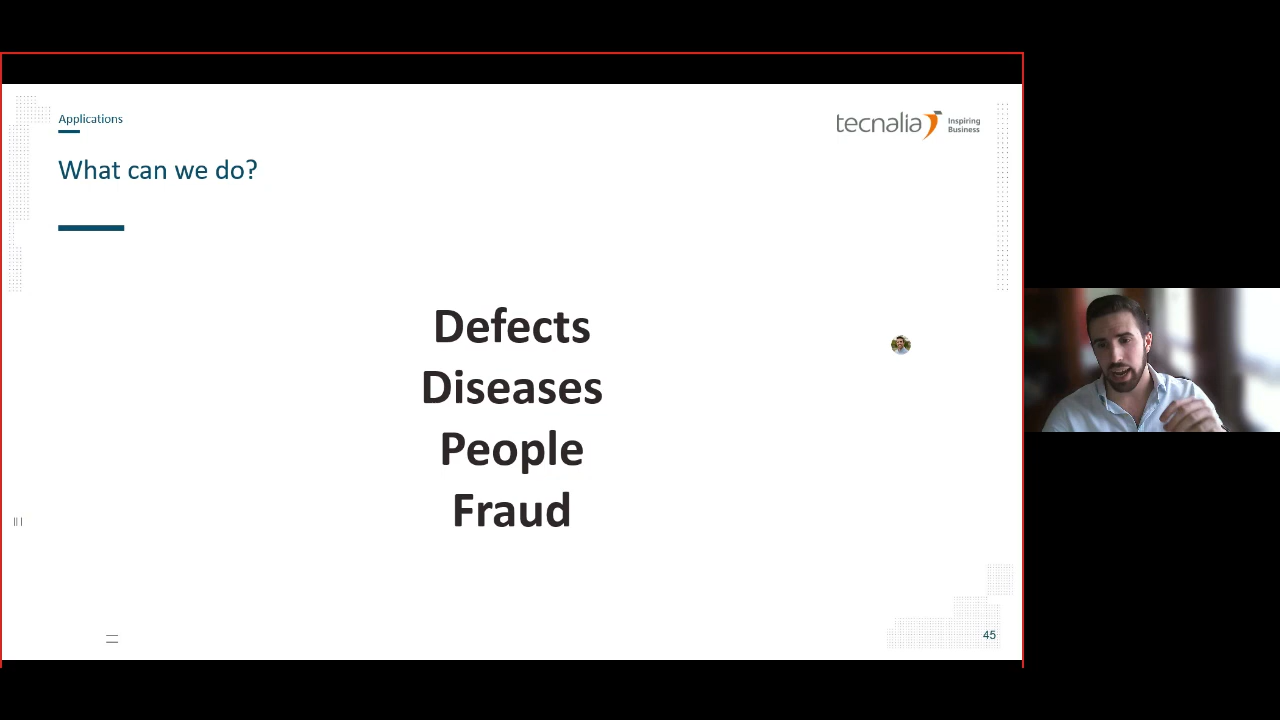 Applications
tecnalia Inspiring
Business
What can we do?
Defects
Diseases
People
Fraud
45